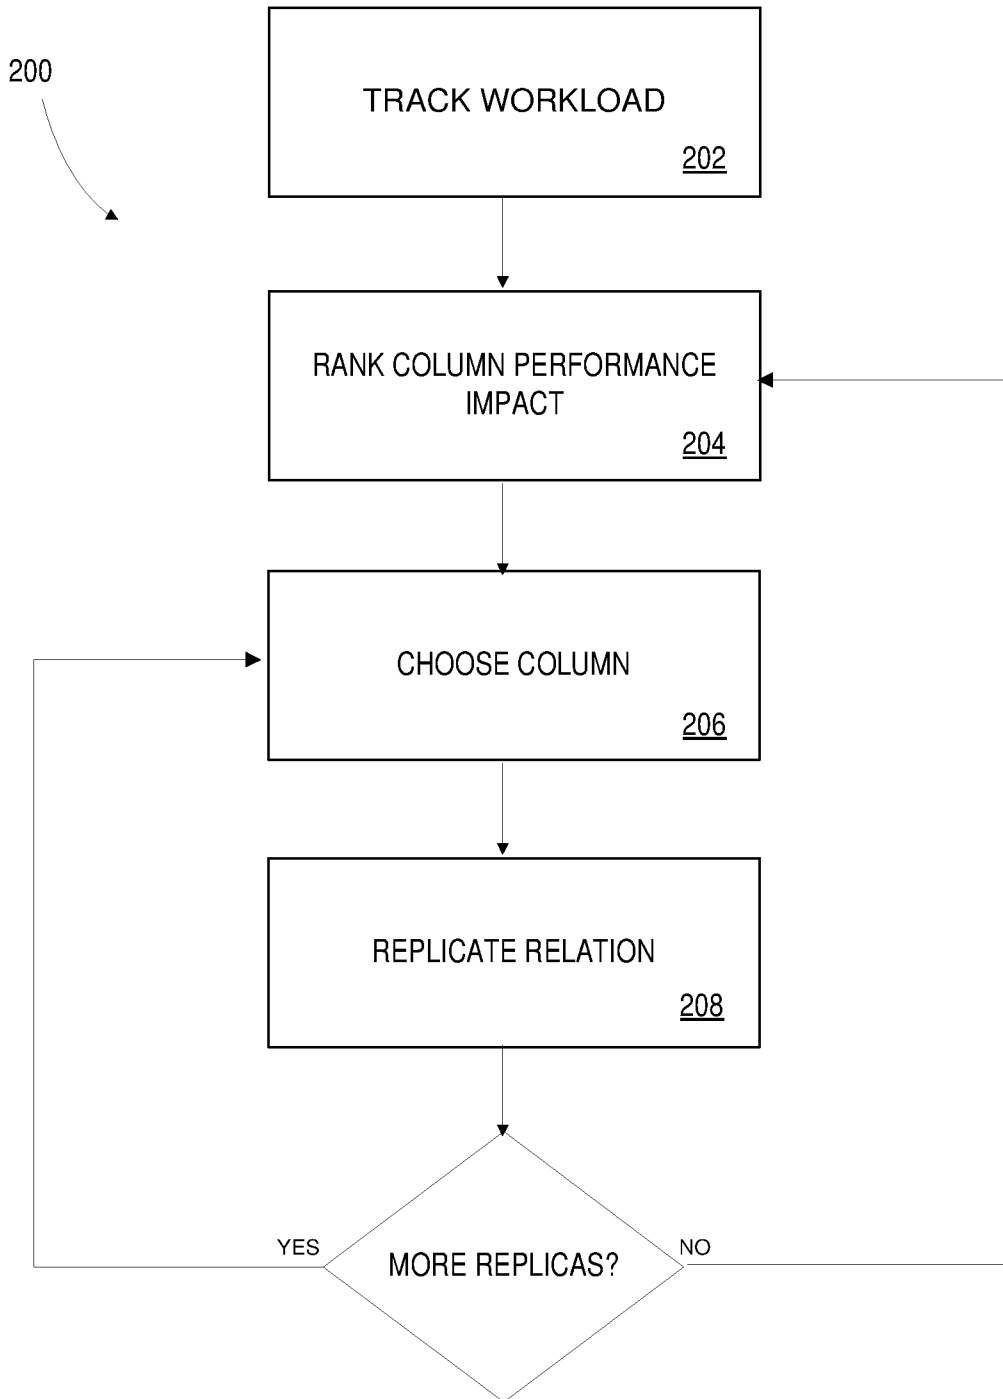 200
TRACK WORKLOAD
202
RANK COLUMN PERFORMANCE
IMPACT
204
CHOOSE COLUMN
206
REPLICATE RELATION
208
YES
MORE REPLICAS?
NO